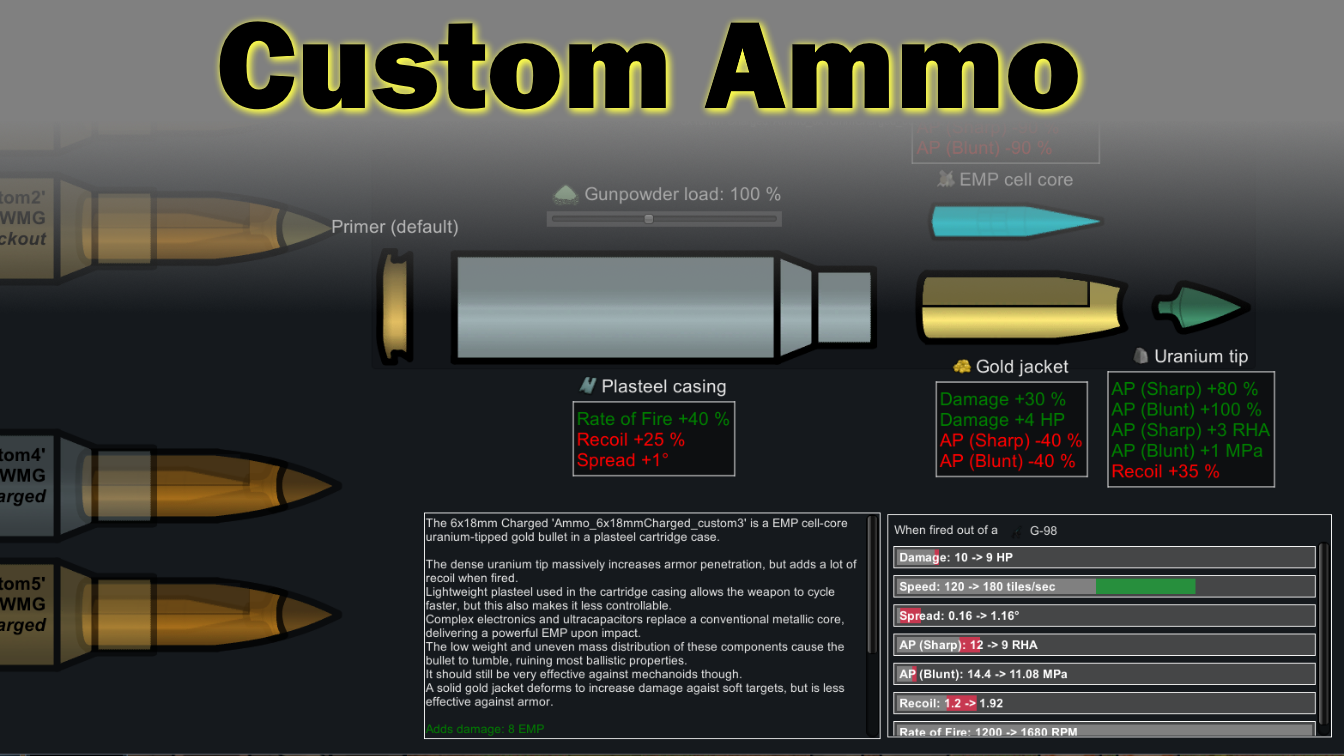 Custom Ammo
AP (Blunt) -90 %
EMP cell core
Gunpowder load: 100 %
tom2'
WMG
ckout
Primer (default)
Uranium tip
Gold jacket
Plasteel casing
Rate of Fire +40 %
Recoil +25 %
Spread +1°
Damage +30 %
Damage +4 HP
AP (Sharp) -40 %
AP (Blunt) -40 %
AP (Sharp) +80 %
AP (Blunt) +100 %
AP (Sharp) +3 RHA
AP (Blunt) +1 MPa
Recoil +35 %
tom4'
WMG
arged
tom5'
WMG
arged
The 6x18mm Charged 'Ammo_6x18mmCharged_custom3' is a EMP cell-core
uranium-tipped gold bullet in a plasteel cartridge case.
The dense uranium tip massively increases armor penetration, but adds a lot of
recoil when fired.
Lightweight plasteel used in the cartridge casing allows the weapon to cycle
faster, but this also makes it less controllable.
Complex electronics and ultracapacitors replace a conventional metallic core,
delivering a powerful EMP upon impact.
The low weight and uneven mass distribution of these components cause the
bullet to tumble, ruining most ballistic properties.
It should still be very effective against mechanoids though.
A solid gold jacket deforms to increase damage agaist soft targets, but is less
effective against armor.
Adds damage: 8 EMP
When fired out of a G-98
Damage: 10 -> 9 HP
Speed: 120 -> 180 tiles/sec
Spread: 0.16 -> 1.16°
AP (Sharp): 12 -> 9 RHA
AP (Blunt): 14.4 -> 11.08 MPa
Recoil: 1.2 -> 1.92
Rate of Fire: 1200 -> 1680 RPM